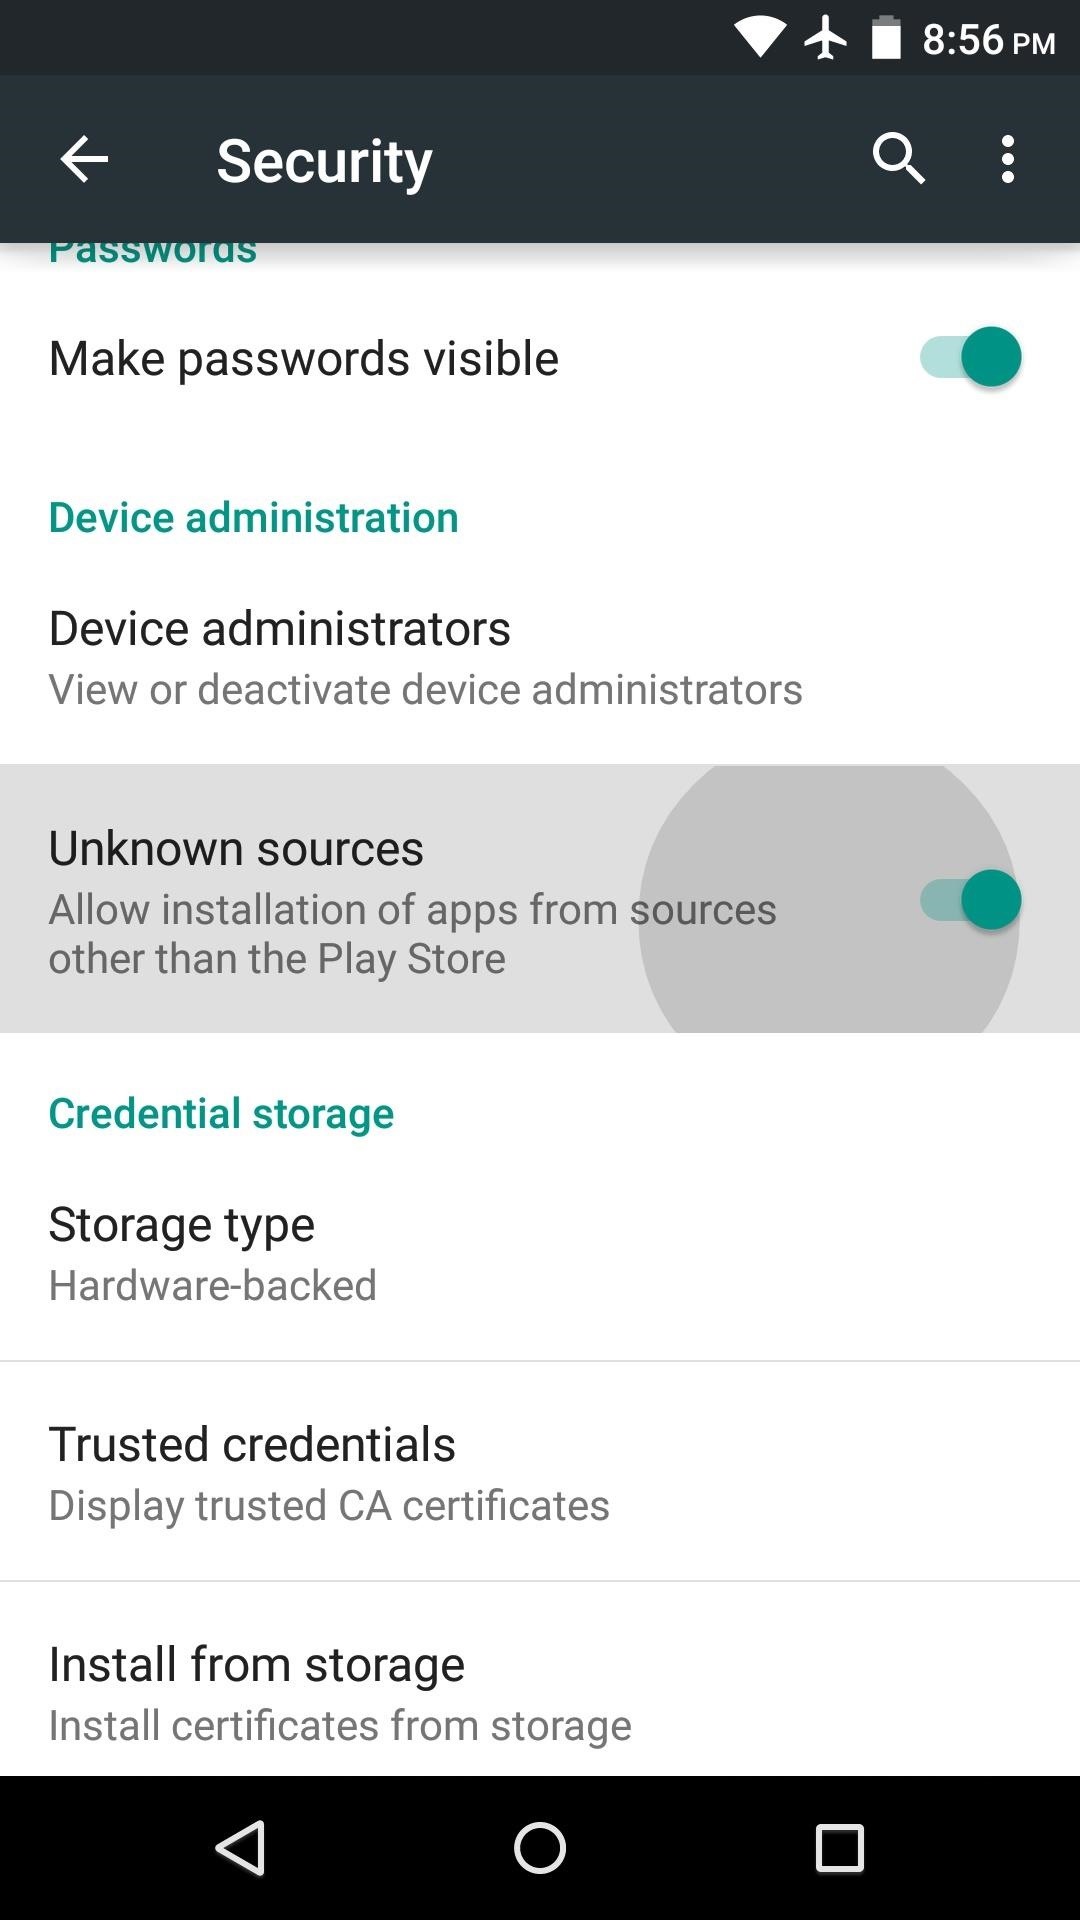 8:56 PM
Security
Passwords
Make passwords visible
Device administration
Device administrators
View or deactivate device administrators
Unknown sources
Allow installation of apps from sources
other than the Play Store
Credential storage
Storage type
Hardware-backed
Trusted credentials
Display trusted CA certificates
Install from storage
Install certificates from storage